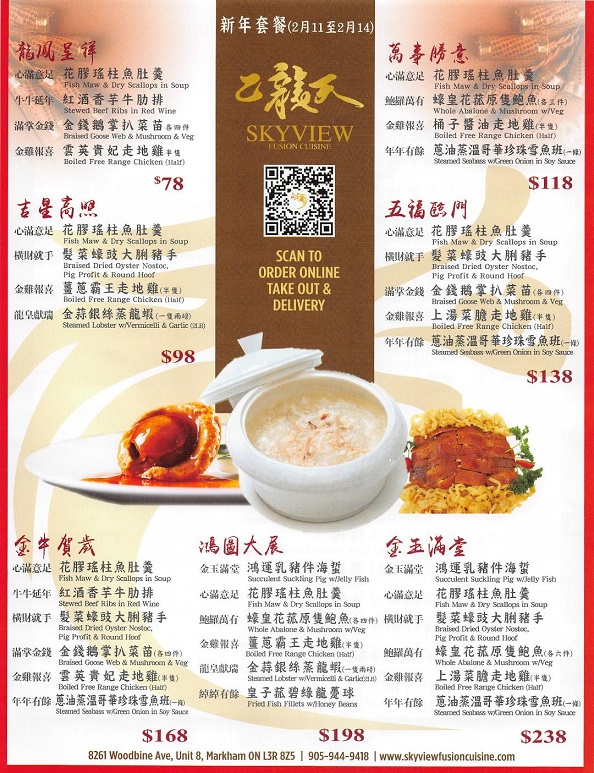 新年套餐(2月11至2月14)
龍鳳呈祥
心滿意足 花膠瑤柱魚肚羹
Fish Maw & Dry Scallops in Soup
牛牛延年 紅酒香芋牛肋排
Stewed Beef Ribs in Red Wine
滿掌金錢 金錢鵝掌扒菜苗各四件
Braised Goose Web & Mushroom & Veg
金雞報喜 雲英貴妃走地雞半隻
Boiled Free Range Chicken (Half)
$78
吉星高照
心滿意足 花膠瑤柱魚肚羹
Fish Maw & Dry Scallops in Soup
橫財就手 髮菜蠔豉大脷豬手
Braised Dried Oyster Nostoc,
Pig Profit & Round Hoof
金雞報喜 薑蔥霸王走地雞(半隻)
Boiled Free Range Chicken (Half)
龍皇獻瑞 金蒜銀絲蒸龍蝦(一隻兩磅)
Steamed Lobster w/Vermicelli & Garlic (2LB)
$98
乙龍天
SKYVIEW
FUSION CUISINE
SCAN TO
ORDER ONLINE
TAKE OUT &
DELIVERY
萬事勝意
心滿意足 花膠瑤柱魚肚羹
Fish Maw & Dry Scallops in Soup
鮑羅萬有 蠔皇花菰原隻鮑魚(各三件)
Whole Abalone & Mushroom w/Veg
金雞報喜 桶子醬油走地雞(半隻)
Boiled Free Range Chicken (Half)
年年有餘 蔥油蒸溫哥華珍珠雪魚班(一條)
Steamed Seabass w/Green Onion in Soy Sauce
$118
五福臨門
心滿意足 花膠瑤柱魚肚羹
Fish Maw & Dry Scallops in Soup
橫財就手 髮菜蠔豉大脷豬手
Braised Dried Oyster Nostoc,
Pig Profit & Round Hoof
滿掌金錢 金錢鵝掌扒菜苗(各四件)
Braised Goose Web & Mushroom & Veg
金雞報喜 上湯菜膽走地雞(半隻)
Boiled Free Range Chicken (Half)
年年有餘 蔥油蒸溫哥華珍珠雪魚班(一條)
Steamed Seabass w/Green Onion in Soy Sauce
$138
金牛賀歲
心滿意足 花膠瑤柱魚肚羹
Fish Maw & Dry Scallops in Soup
牛牛延年 紅酒香芋牛肋排
Stewed Beef Ribs in Red Wine
橫財就手 髮菜蠔豉大脷豬手
Braised Dried Oyster Nostoc,
Pig Profit & Round Hoof
滿掌金錢 金錢鵝掌扒菜苗(各四件)
Braised Goose Web & Mushroom & Veg
金雞報喜 雲英貴妃走地雞(半隻)
Boiled Free Range Chicken (Half)
年年有餘 蔥油蒸溫哥華珍珠雪魚班(一條)
Steamed Seabass w/Green Onion in Soy Sauce
$168
鴻圖大展
金玉滿堂 鴻運乳豬件海蜇
Succulent Suckling Pig w/Jelly Fish
心滿意足 花膠瑤柱魚肚羹
Fish Maw & Dry Scallops in Soup
鮑羅萬有 蠔皇花菰原隻鮑魚(各四件)
Whole Abalone & Mushroom w/Veg
金雞報喜 薑蔥霸王走地雞(半隻)
Boiled Free Range Chicken (Half)
龍皇獻瑞 金蒜銀絲蒸龍蝦(一隻兩磅)
Steamed Lobster w/Vermicelli & Garlic(2LB)
綽綽有餘 皇子菰碧綠龍躉球
Fried Fish Fillets w/Honey Beans
$198
金玉滿堂
金玉滿堂 鴻運乳豬件海蜇
Succulent Suckling Pig w/Jelly Fish
心滿意足 花膠瑤柱魚肚羹
Fish Maw & Dry Scallops in Soup
橫財就手 髮菜蠔豉大脷豬手
Braised Dried Oyster Nostoc,
Pig Profit & Round Hoof
鮑羅萬有 蠔皇花菰原隻鮑魚(各六件)
Whole Abalone & Mushroom w/Veg
金雞報喜 上湯菜膽走地雞(半隻)
Boiled Free Range Chicken (Half)
年年有餘 蔥油蒸溫哥華珍珠雪魚班(一條)
Steamed Seabass w/Green Onion in Soy Sauce
$238
8261 Woodbine Ave, Unit 8, Markham ON L3R 8Z5 | 905-944-9418 | www.skyviewfusioncuisine.com